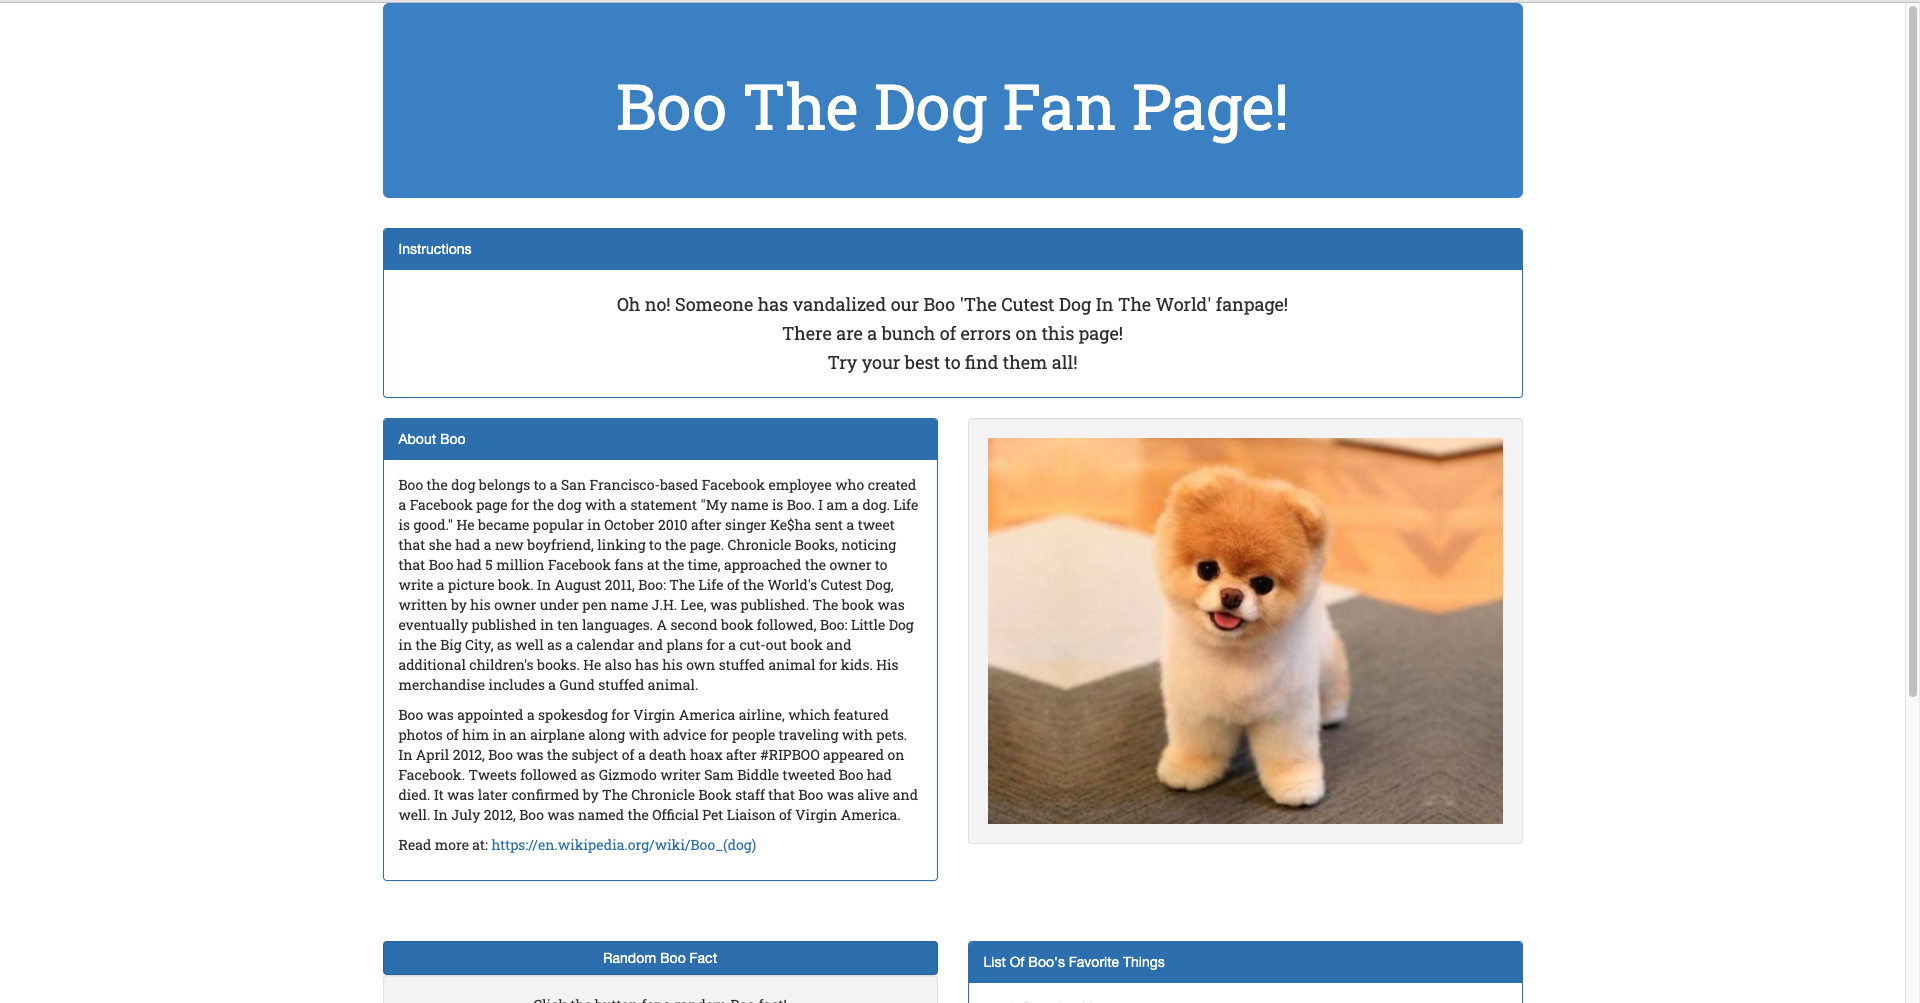 Boo The Dog Fan Page!
Instructions
Oh no! Someone has vandalized our Boo 'The Cutest Dog In The World' fanpage!
There are a bunch of errors on this page!
Try your best to find them all!
About Boo
Boo the dog belongs to a San Francisco-based Facebook employee who created
a Facebook page for the dog with a statement "My name is Boo. I am a dog. Life
is good." He became popular in October 2010 after singer Ke$ha sent a tweet
that she had a new boyfriend, linking to the page. Chronicle Books, noticing
that Boo had 5 million Facebook fans at the time, approached the owner to
write a picture book. In August 2011, Boo: The Life of the World's Cutest Dog,
written by his owner under pen name J.H. Lee, was published. The book was
eventually published in ten languages. A second book followed, Boo: Little Dog
in the Big City, as well as a calendar and plans for a cut-out book and
additional children's books. He also has his own stuffed animal for kids. His
merchandise includes a Gund stuffed animal.
Boo was appointed a spokesdog for Virgin America airline, which featured
photos of him in an airplane along with advice for people traveling with pets.
In April 2012, Boo was the subject of a death hoax after #RIPBOO appeared on
Facebook. Tweets followed as Gizmodo writer Sam Biddle tweeted Boo had
died. It was later confirmed by The Chronicle Book staff that Boo was alive and
well. In July 2012, Boo was named the Official Pet Liaison of Virgin America.
Read more at: https://en.wikipedia.org/wiki/Boo_(dog)
Random Boo Fact
Click the button for a random Boo fact!
List Of Boo's Favorite Things